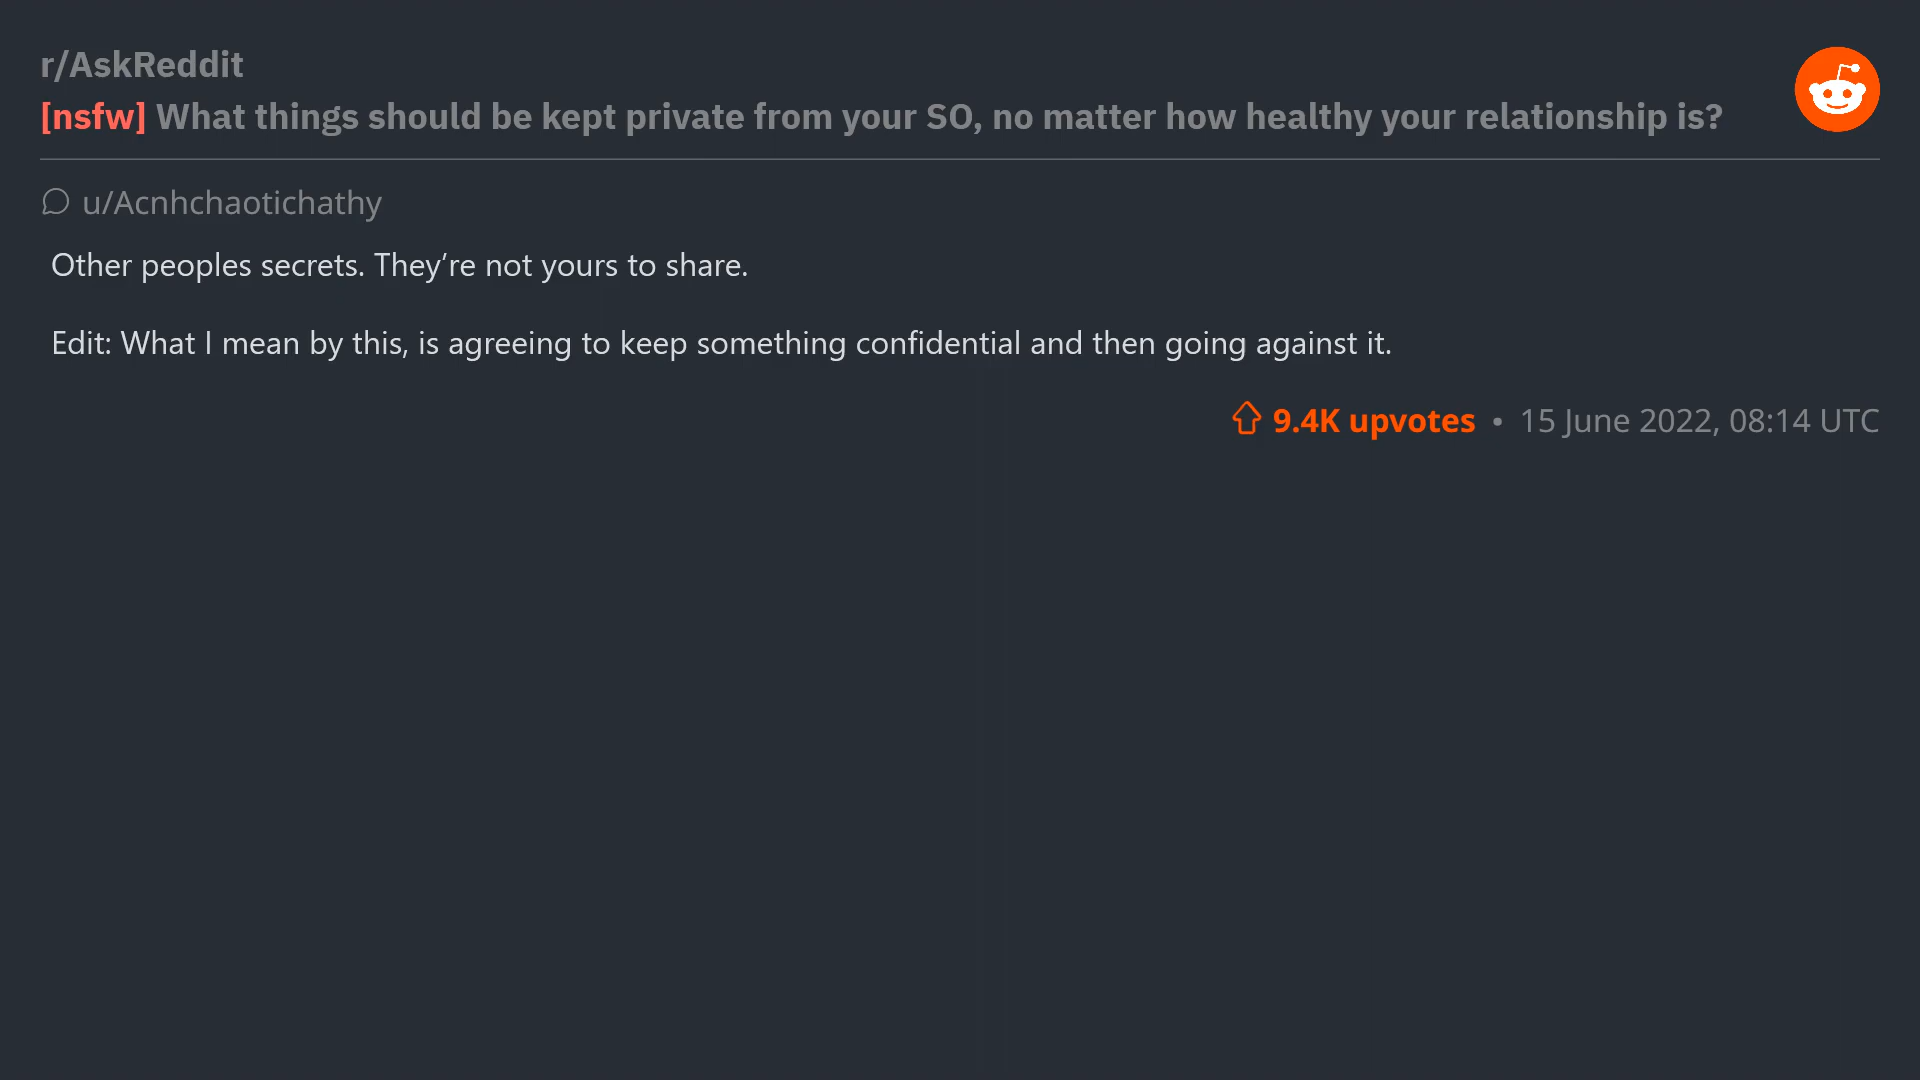 r/AskReddit
[nsfw] What things should be kept private from your SO, no matter how healthy your relationship is?
u/Acnhchaotichathy
Other peoples secrets. They’re not yours to share.
Edit: What I mean by this, is agreeing to keep something confidential and then going against it.
9.4K upvotes • 15 June 2022, 08:14 UTC